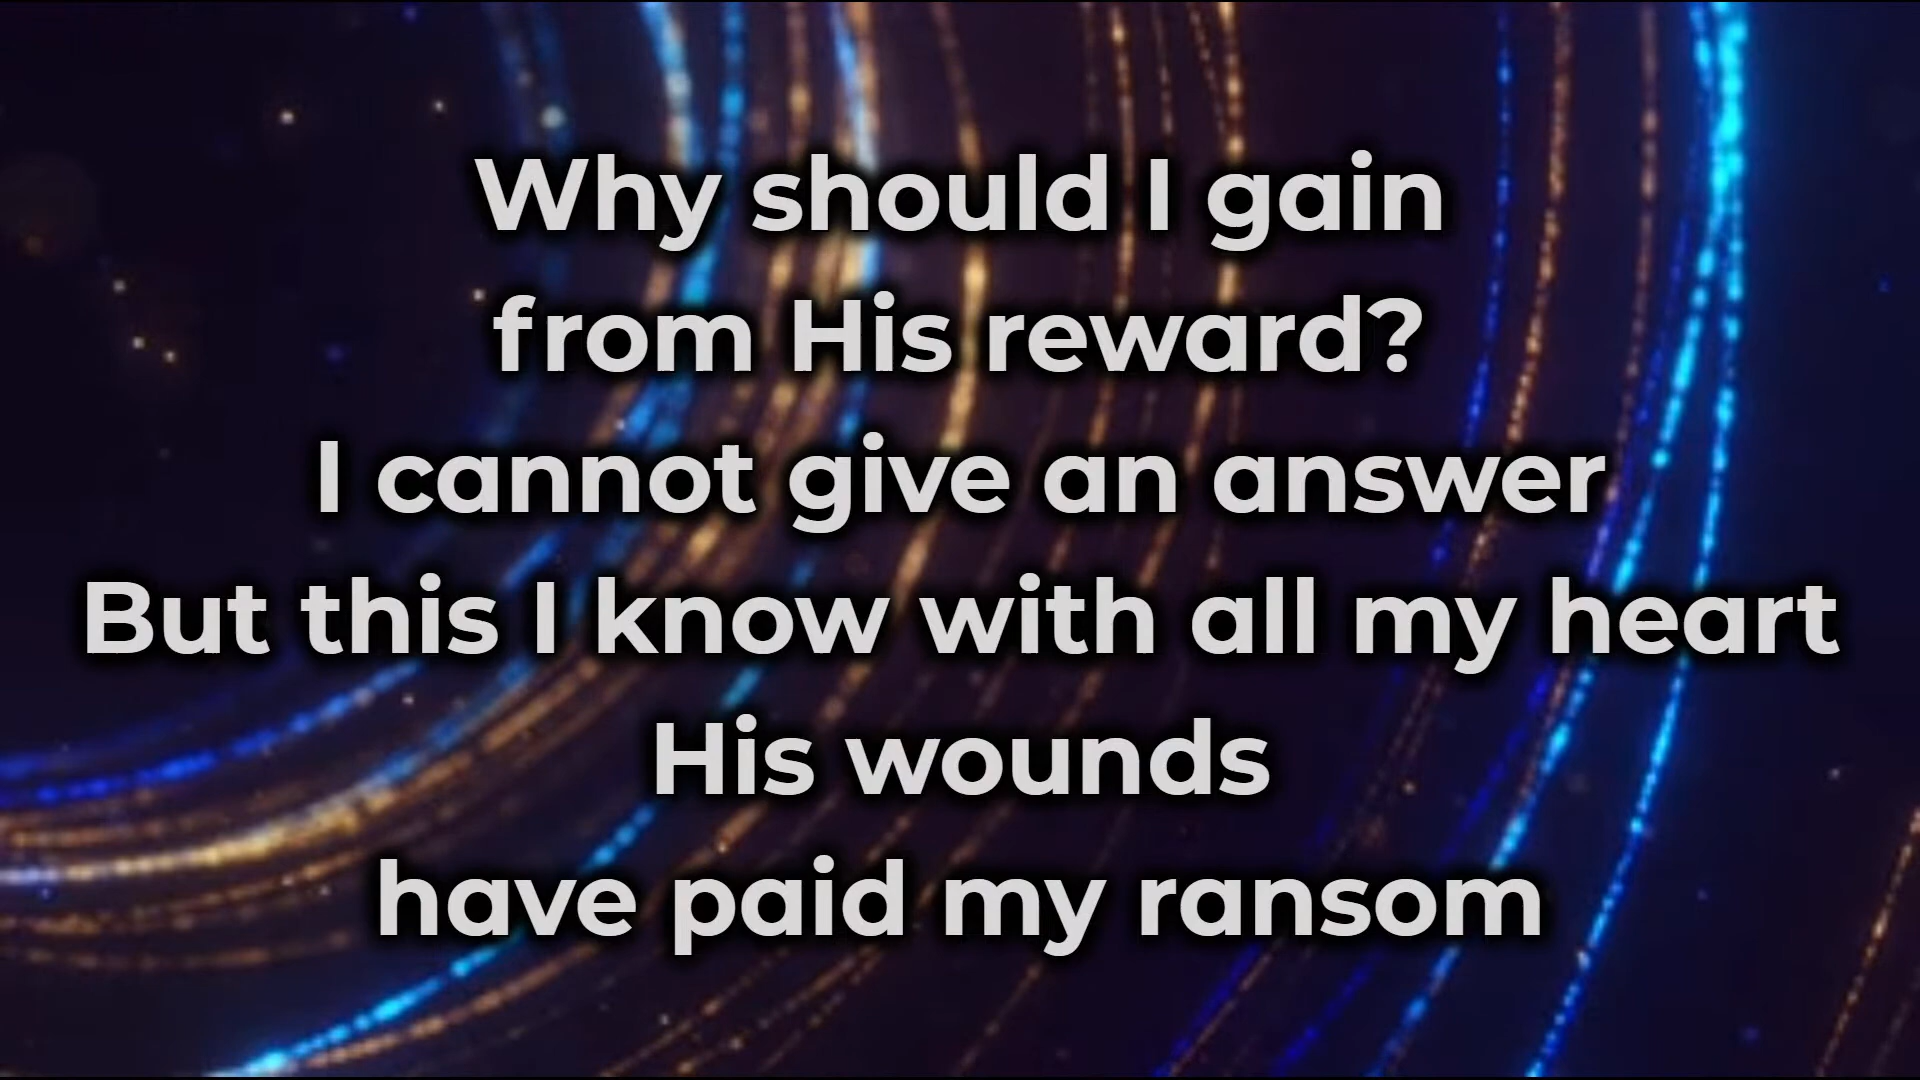 Why should I gain
from His reward?
I cannot give an answer
But this I know with all my heart
His wounds
have paid my ransom